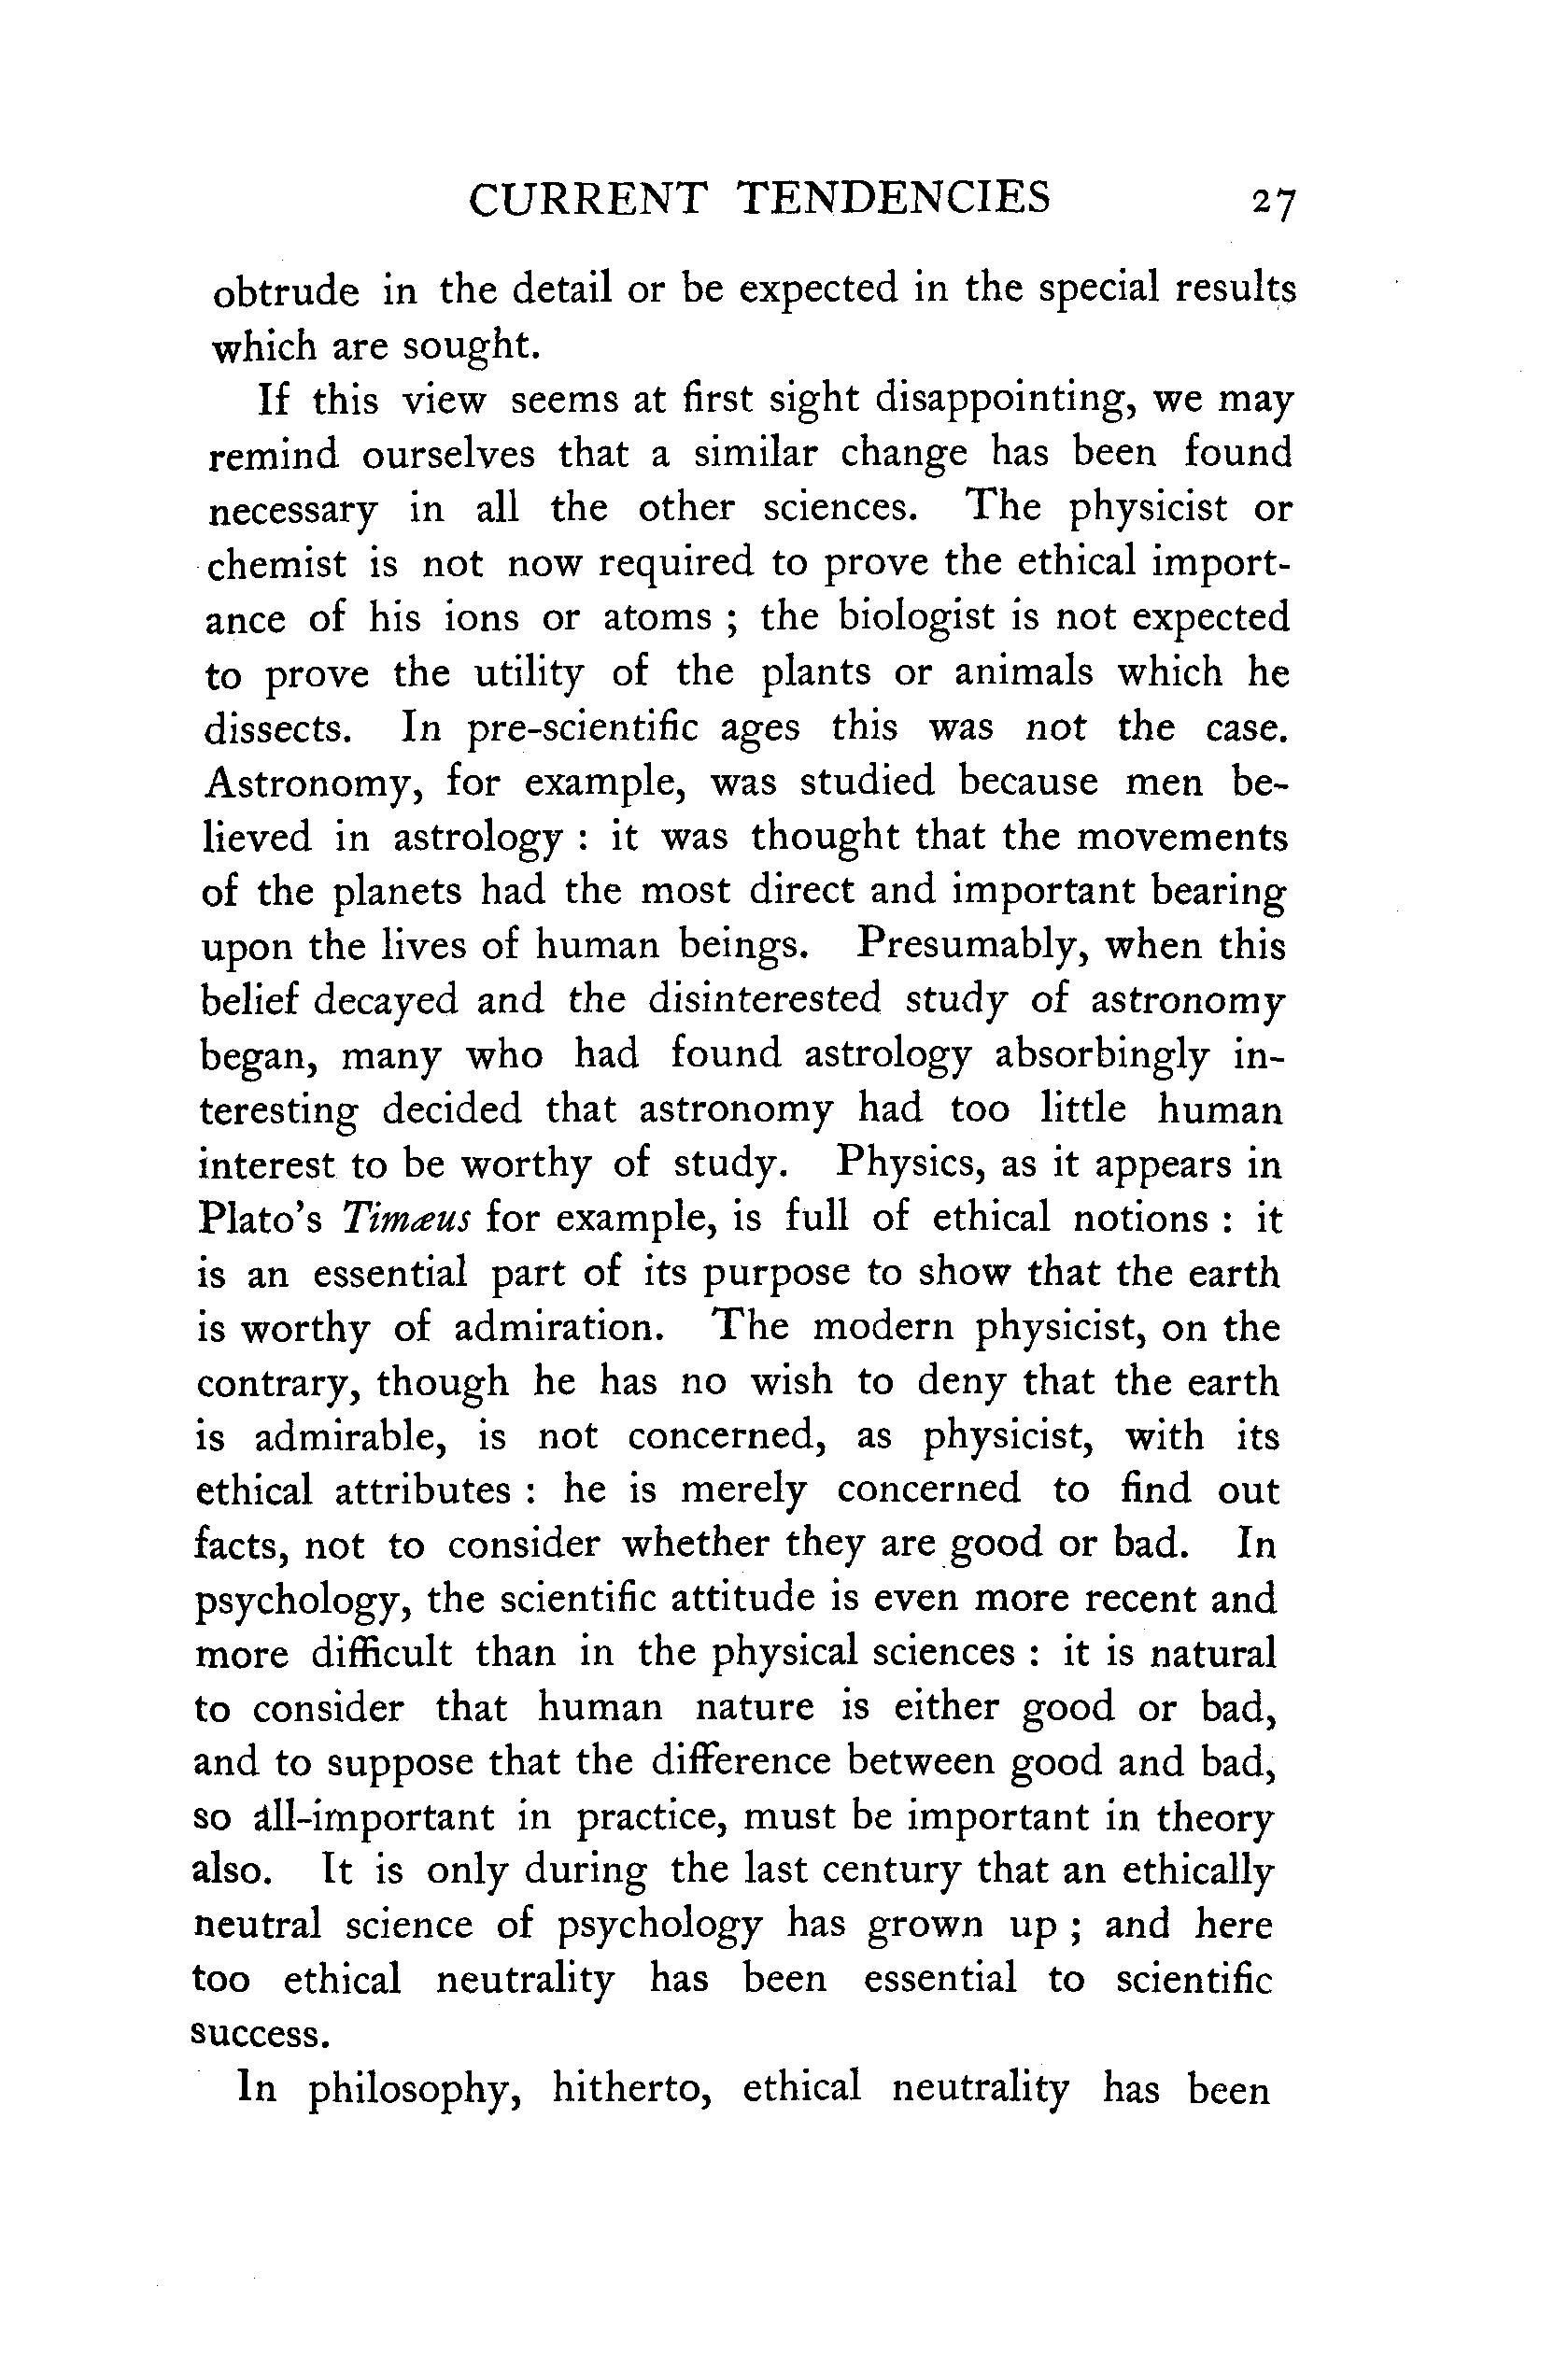 CURRENT TENDENCIES 27
obtrude in the detail or be expected in the special results
which are sought.
If this view seems at first sight disappointing, we may
remind ourselves that a similar change has been found
necessary in all the other sciences. The physicist or
chemist is not now required to prove the ethical import-
ance of his ions or atoms ; the biologist is not expected
to prove the utility of the plants or animals which he
dissects. In pre-scientific ages this was not the case.
Astronomy, for example, was studied because men be-
lieved in astrology : it was thought that the movements
of the planets had the most direct and important bearing
upon the lives of human beings. Presumably, when this
belief decayed and the disinterested study of astronomy
began, many who had found astrology absorbingly in-
teresting decided that astronomy had too little human
interest to be worthy of study. Physics, as it appears in
Plato's Timæus for example, is full of ethical notions : it
is an essential part of its purpose to show that the earth
is worthy of admiration. The modern physicist, on the
contrary, though he has no wish to deny that the earth
is admirable, is not concerned, as physicist, with its
ethical attributes : he is merely concerned to find out
facts, not to consider whether they are good or bad. In
psychology, the scientific attitude is even more recent and
more difficult than in the physical sciences : it is natural
to consider that human nature is either good or bad,
and to suppose that the difference between good and bad,
so all-important in practice, must be important in theory
also. It is only during the last century that an ethically
neutral science of psychology has grown up ; and here
too ethical neutrality has been essential to scientific
success.
In philosophy, hitherto, ethical neutrality has been